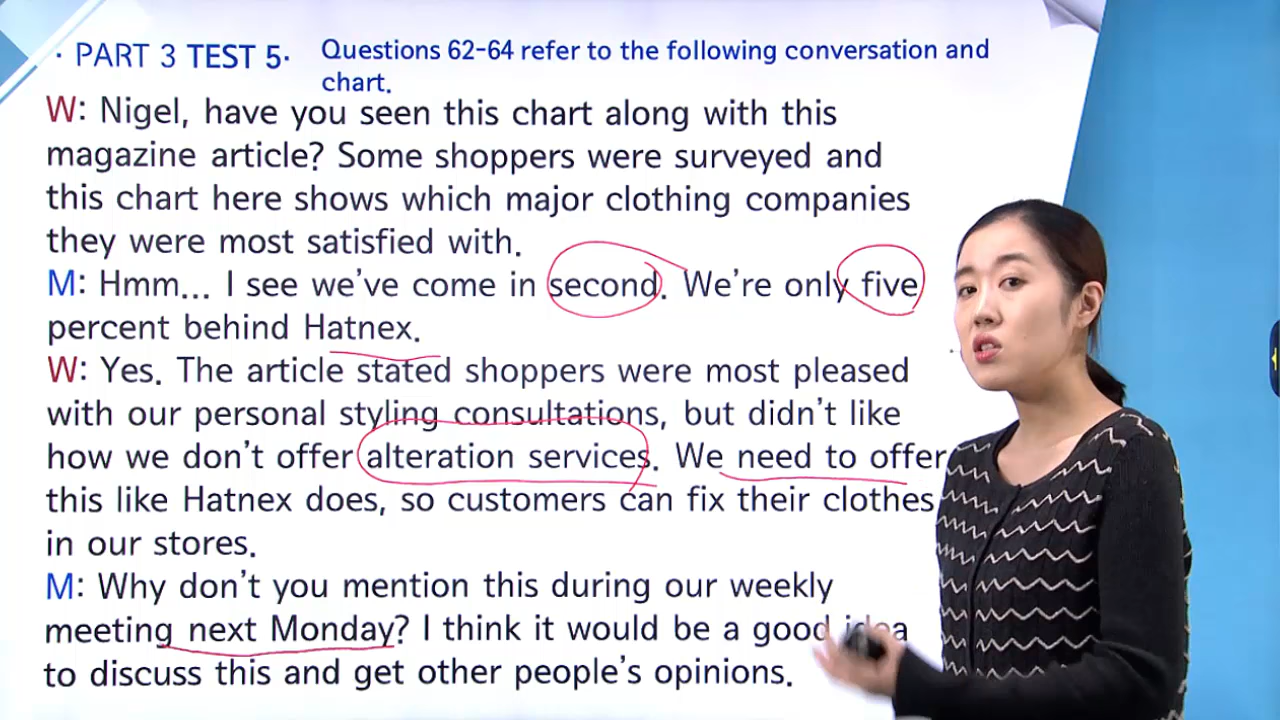 · PART 3 TEST 5·
Questions 62-64 refer to the following conversation and
chart.
W: Nigel, have you seen this chart along with this
magazine article? Some shoppers were surveyed and
this chart here shows which major clothing companies
they were most satisfied with.
M: Hmm... I see we've come in second. We're only five
percent behind Hatnex.
W: Yes. The article stated shoppers were most pleased
with our personal styling consultations, but didn't like
how we don't offer alteration services. We need to offer
this like Hatnex does, so customers can fix their clothes
in our stores.
M: Why don't you mention this during our weekly
meeting next Monday? I think it would be a good idea
to discuss this and get other people's opinions.